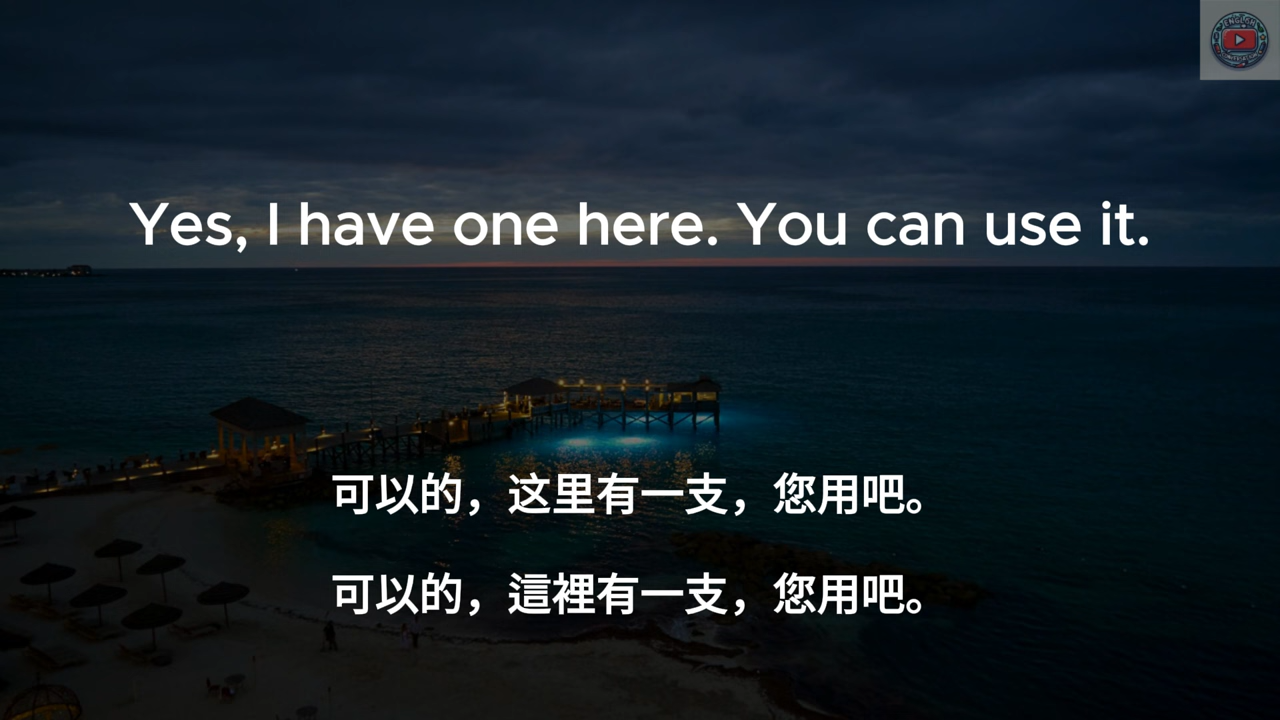 Yes, I have one here. You can use it.
可以的，这里有一支，您用吧。
可以的，這裡有一支，您用吧。